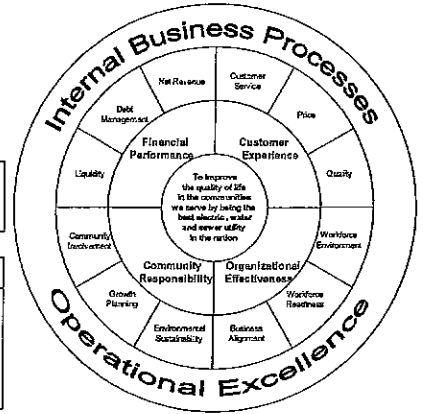 Internal Business Processes
Net Revenue
Customer
Service
Debt
Management
Price
Financial
Performance
Customer
Experience
Liquidity
Quality
To Improve
the quality of life
in the communities
we serve by being the
best electric, water
and sewer utility
in the nation
Community
Involvement
Workforce
Environment
Community
Responsibility
Organizational
Effectiveness
Growth
Planning
Workforce
Readiness
Environmental
Sustainability
Business
Alignment
Operational Excellence